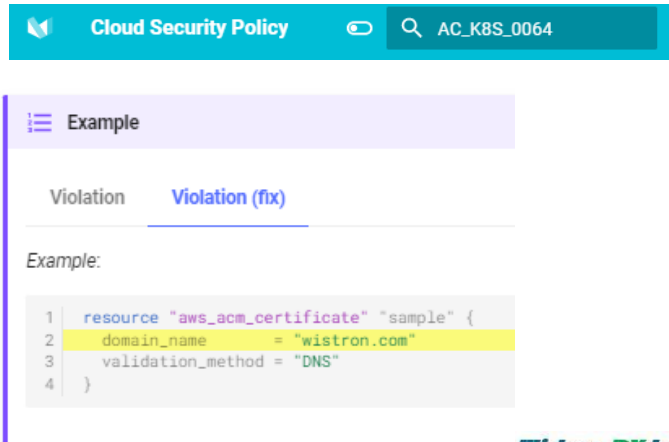 Cloud Security Policy
AC_K8S_0064
Example
Violation
Violation (fix)
Example:
1 resource "aws_acm_certificate" "sample" {
2 domain_name = "wistron.com"
3 validation_method = "DNS"
4 }